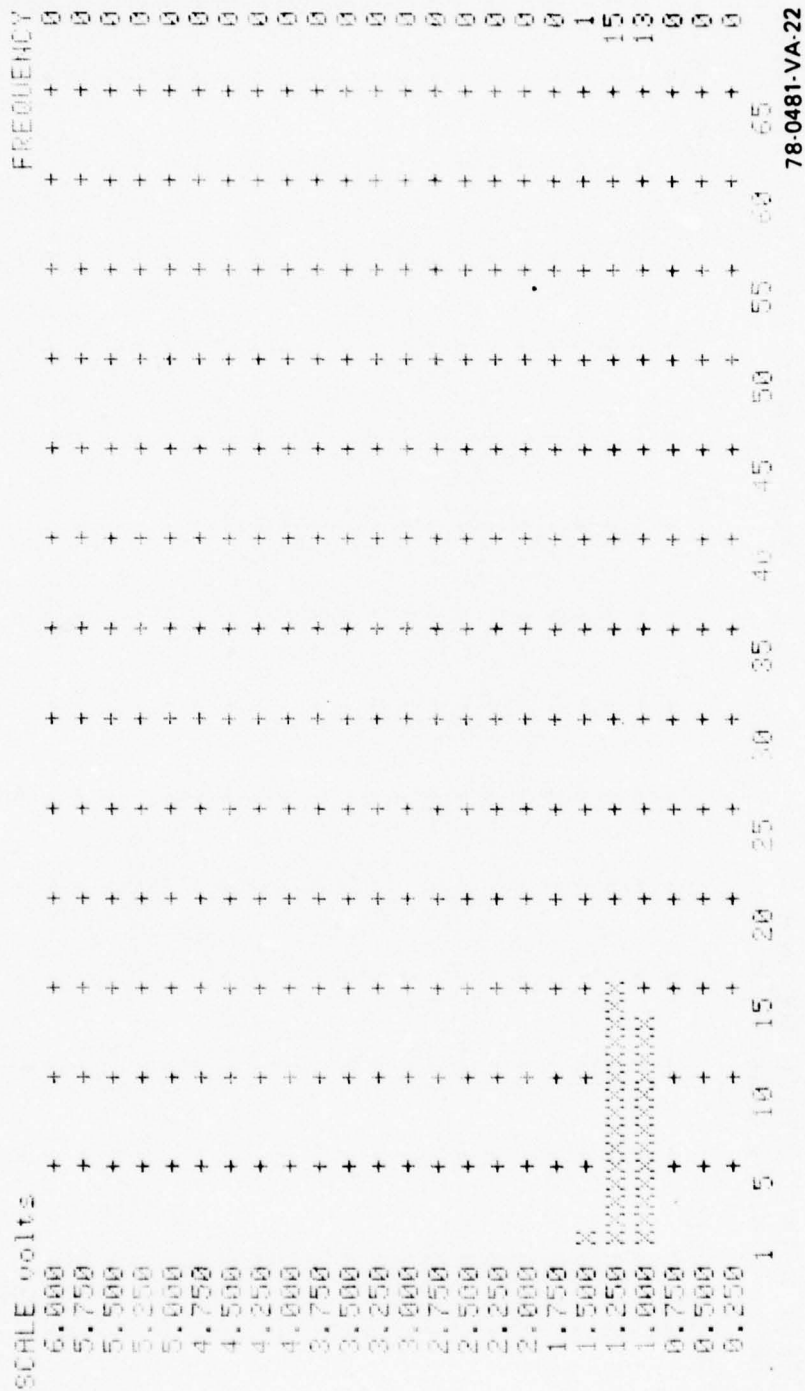 SCALE volts FREQUENCY
6.000 + + + + + + + + + + + + + 0
5.750 + + + + + + + + + + + + + 0
5.500 + + + + + + + + + + + + + 0
5.250 + + + + + + + + + + + + + 0
5.000 + + + + + + + + + + + + + 0
4.750 + + + + + + + + + + + + + 0
4.500 + + + + + + + + + + + + + 0
4.250 + + + + + + + + + + + + + 0
4.000 + + + + + + + + + + + + + 0
3.750 + + + + + + + + + + + + + 0
3.500 + + + + + + + + + + + + + 0
3.250 + + + + + + + + + + + + + 0
3.000 + + + + + + + + + + + + + 0
2.750 + + + + + + + + + + + + + 0
2.500 + + + + + + + + + + + + + 0
2.250 + + + + + + + + + + + + + 0
2.000 + + + + + + + + + + + + + 0
1.750 + + + + + + + + + + + + + 0
1.500 X + + + + + + + + + + + + + 1
1.250 XXXXXXXXXXXXXXX + + + + + + + + + + 15
1.000 XXXXXXXXXXXXX + + + + + + + + + + + 13
0.750 + + + + + + + + + + + + + 0
0.500 + + + + + + + + + + + + + 0
0.250 + + + + + + + + + + + + + 0
1 5 10 15 20 25 30 35 40 45 50 55 60 65
78-0481-VA-22